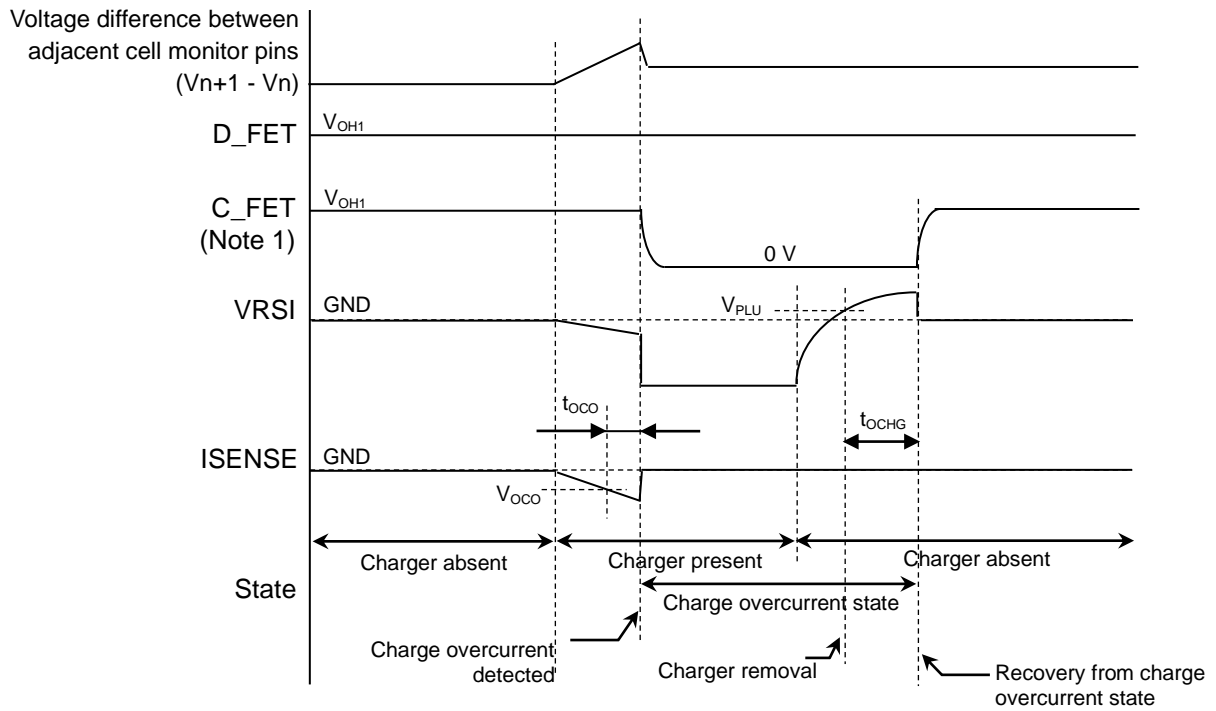 Voltage difference between
adjacent cell monitor pins
(Vn+1 - Vn)
D_FET
VOH1
C_FET
(Note 1)
VOH1
0 V
VRSI
GND
VPLU
tOCO
tOCHG
ISENSE
GND
VOCO
Charger absent
Charger present
Charger absent
State
Charge overcurrent state
Charge overcurrent
detected
Charger removal
Recovery from charge
overcurrent state